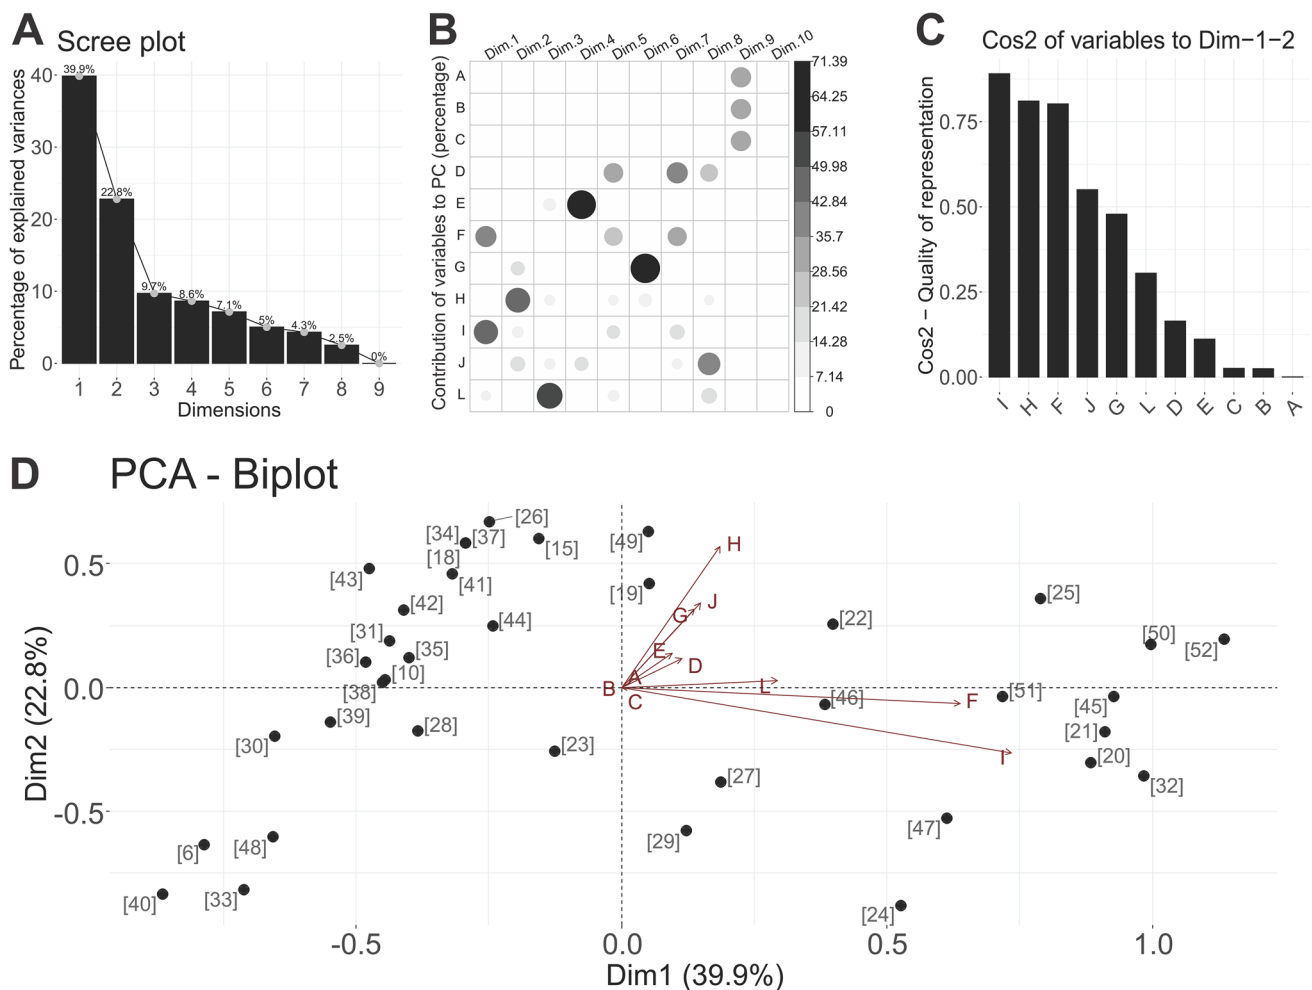 A
Scree plot
Percentage of explained variances
40
30
20
10
0
39.9%
22.8%
9.7%
8.6%
7.1%
5%
4.3%
2.5%
0%
1 2 3 4 5 6 7 8 9
Dimensions
B
Contribution of variables to PC (percentage)
Dim.1 Dim.2 Dim.3 Dim.4 Dim.5 Dim.6 Dim.7 Dim.8 Dim.9 Dim.10
A
B
C
D
E
F
G
H
I
J
L
71.39
64.25
57.11
49.98
42.84
35.7
28.56
21.42
14.28
7.14
0
C
Cos2 of variables to Dim−1−2
Cos2 − Quality of representation
0.75
0.50
0.25
0.00
I H F J G L D E C B A
D
PCA - Biplot
Dim2 (22.8%)
0.5
0.0
-0.5
[26]
[34] [37]
[15]
[49]
[18]
[41]
[43]
[19]
[42]
[44]
[31]
[35]
[36]
[10]
[38]
[39]
[28]
[30]
[23]
[6]
[48]
[40]
[33]
[27]
[29]
[22]
[25]
[50]
[52]
[46]
[51]
[45]
[21]
[20]
[32]
[47]
[24]
H
J
G
E
D
A
B
C
L
F
I
-0.5 0.0 0.5 1.0
Dim1 (39.9%)